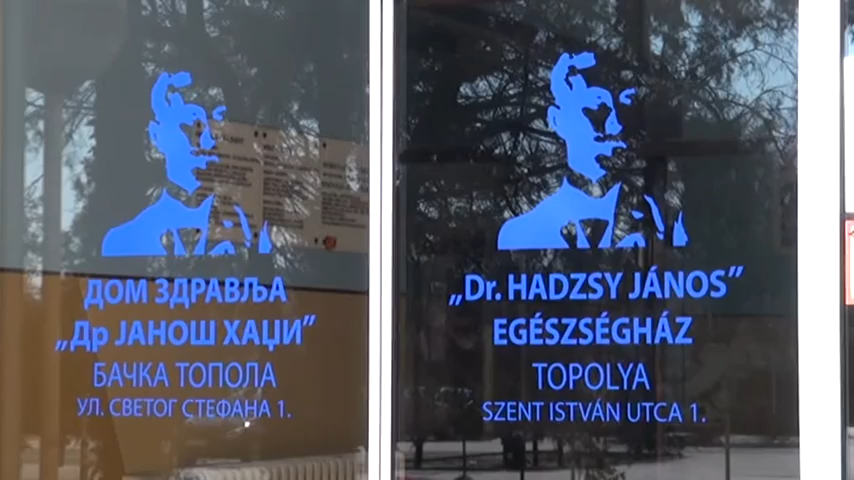 ДОМ ЗДРАВЉА
„Др ЈАНОШ ХАЏИ”
БАЧКА ТОПОЛА
УЛ. СВЕТОГ СТЕФАНА 1.
„Dr. HADZSY JÁNOS”
EGÉSZSÉGHÁZ
TOPOLYA
SZENT ISTVÁN UTCA 1.